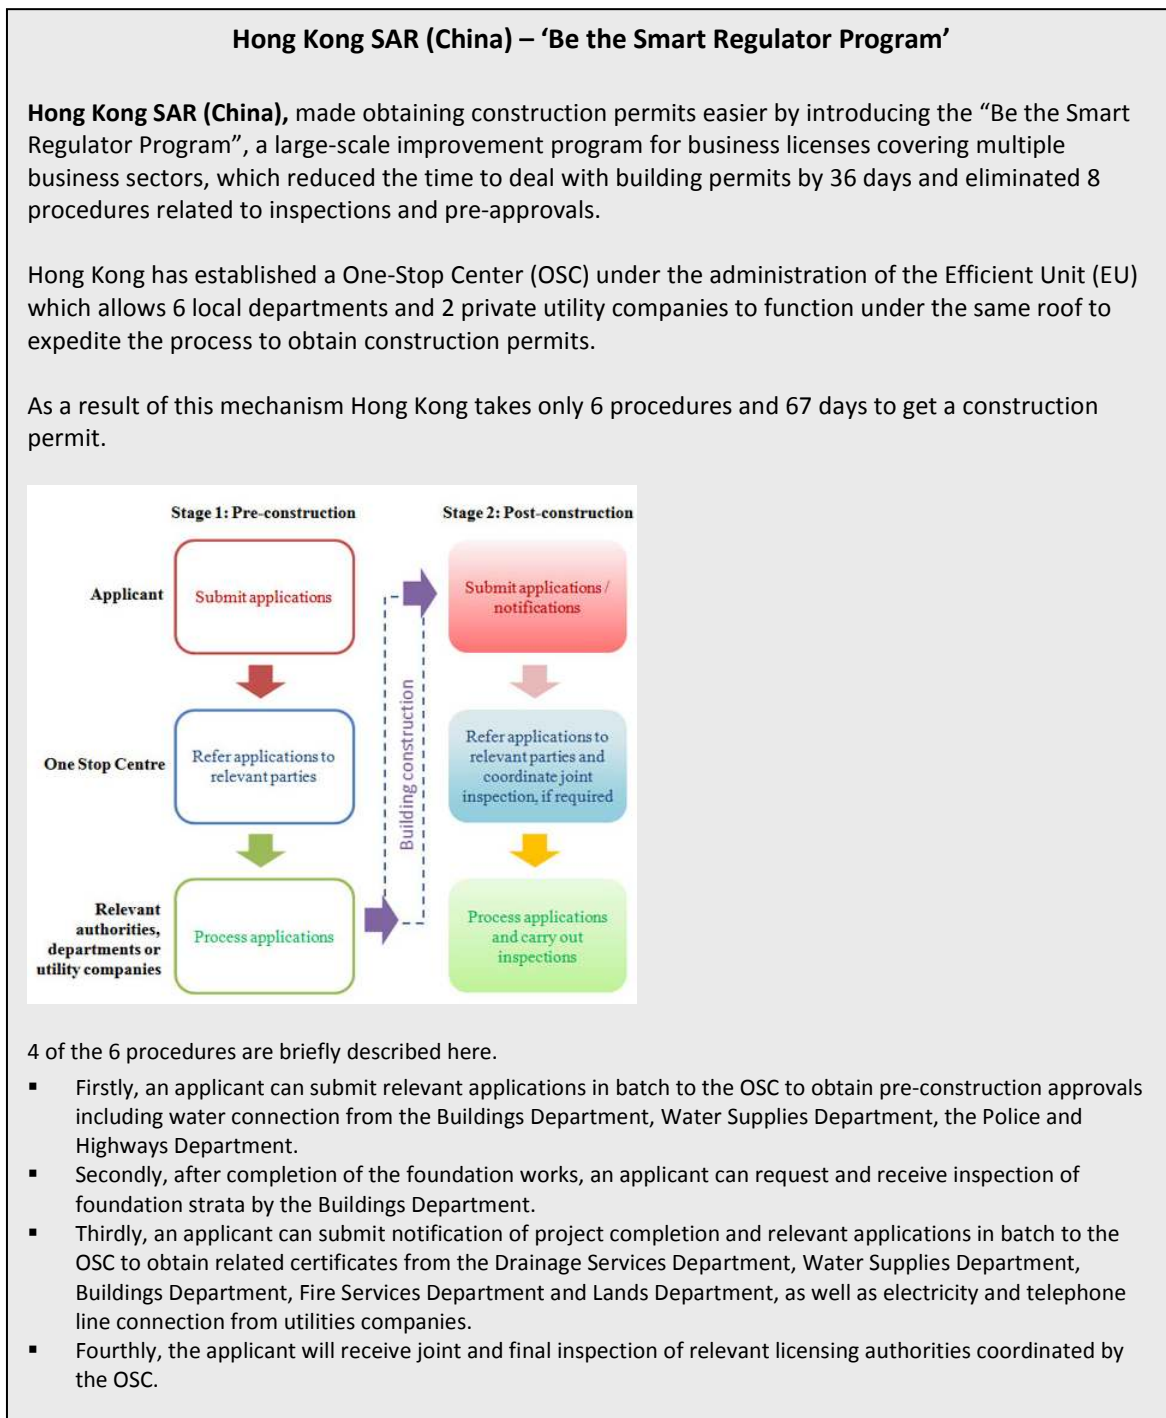 Hong Kong SAR (China) – ‘Be the Smart Regulator Program’
Hong Kong SAR (China), made obtaining construction permits easier by introducing the “Be the Smart
Regulator Program”, a large-scale improvement program for business licenses covering multiple
business sectors, which reduced the time to deal with building permits by 36 days and eliminated 8
procedures related to inspections and pre-approvals.
Hong Kong has established a One-Stop Center (OSC) under the administration of the Efficient Unit (EU)
which allows 6 local departments and 2 private utility companies to function under the same roof to
expedite the process to obtain construction permits.
As a result of this mechanism Hong Kong takes only 6 procedures and 67 days to get a construction
permit.
Stage 1: Pre-construction
Stage 2: Post-construction
Applicant
Submit applications
Submit applications /
notifications
One Stop Centre
Refer applications to
relevant parties
Building construction
Refer applications to
relevant parties and
coordinate joint
inspection, if required
Relevant
authorities,
departments or
utility companies
Process applications
Process applications
and carry out
inspections
4 of the 6 procedures are briefly described here.
▪ Firstly, an applicant can submit relevant applications in batch to the OSC to obtain pre-construction approvals
including water connection from the Buildings Department, Water Supplies Department, the Police and
Highways Department.
▪ Secondly, after completion of the foundation works, an applicant can request and receive inspection of
foundation strata by the Buildings Department.
▪ Thirdly, an applicant can submit notification of project completion and relevant applications in batch to the
OSC to obtain related certificates from the Drainage Services Department, Water Supplies Department,
Buildings Department, Fire Services Department and Lands Department, as well as electricity and telephone
line connection from utilities companies.
▪ Fourthly, the applicant will receive joint and final inspection of relevant licensing authorities coordinated by
the OSC.